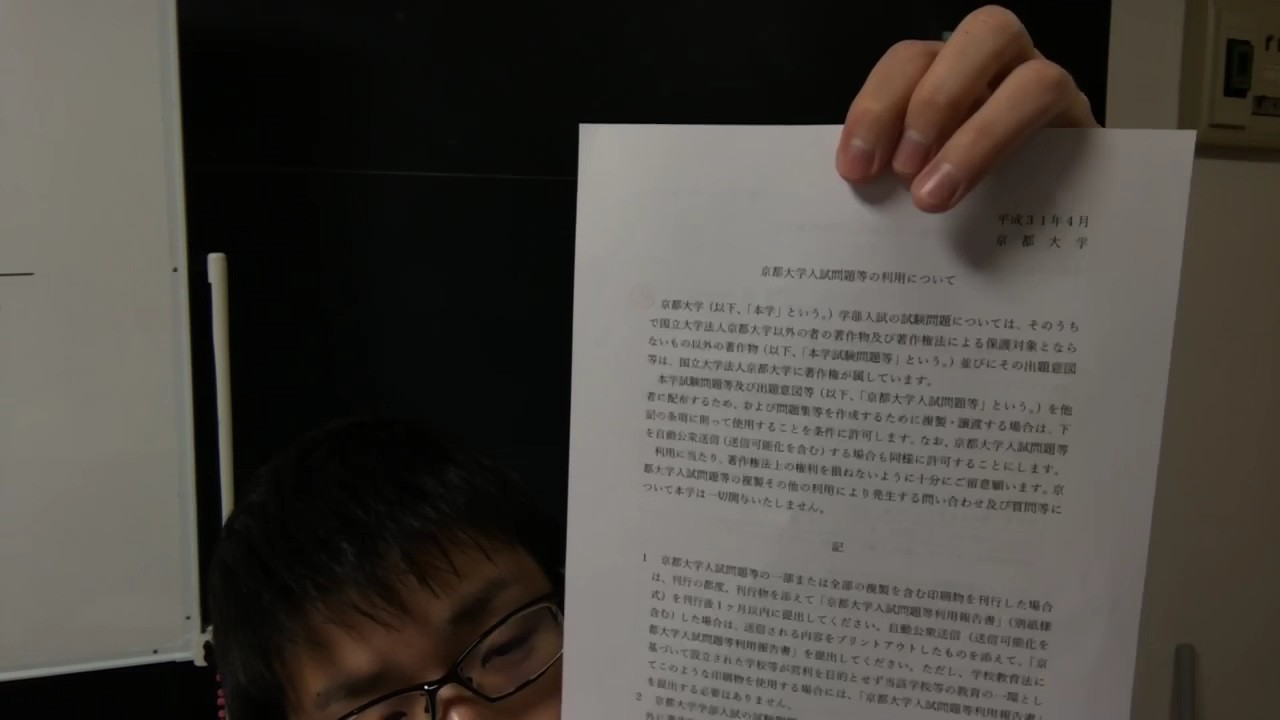 平成31年4月
京都大学
京都大学入試問題等の利用について
京都大学（以下、「本学」という。）学部入試の試験問題については、そのうち
で国立大学法人京都大学以外の者の著作物及び著作権法による保護対象となら
ないもの以外の著作物（以下、「本学試験問題等」という。）並びにその出題意図
等は、国立大学法人京都大学に著作権が属しています。
本学試験問題等及び出題意図等（以下、「京都大学入試問題等」という。）を他
者に配布するため、および問題集等を作成するために複製・譲渡する場合は、下
記の条項に則って使用することを条件に許可します。なお、京都大学入試問題等
を自動公衆送信（送信可能化を含む）する場合も同様に許可することにします。
利用に当たり、著作権法上の権利を損ねないように十分にご留意願います。京
都大学入試問題等の複製その他の利用により発生する問い合わせ及び質問等に
ついて本学は一切関与いたしません。
記
1 京都大学入試問題等の一部または全部の複製を含む印刷物を刊行した場合
は、刊行の都度、刊行物を添えて「京都大学入試問題等利用報告書」（別紙様
式）を刊行後1ヶ月以内に提出してください。自動公衆送信（送信可能化を
含む）した場合は、送信される内容をプリントアウトしたものを添えて、「京
都大学入試問題等利用報告書」を提出してください。ただし、学校教育法に
基づいて設立された学校等が営利を目的とせず当該学校等の教育の一環とし
てこのような印刷物を使用する場合には、「京都大学入試問題等利用報告書」
を提出する必要はありません。
2 京都大学学部入試の試験問題